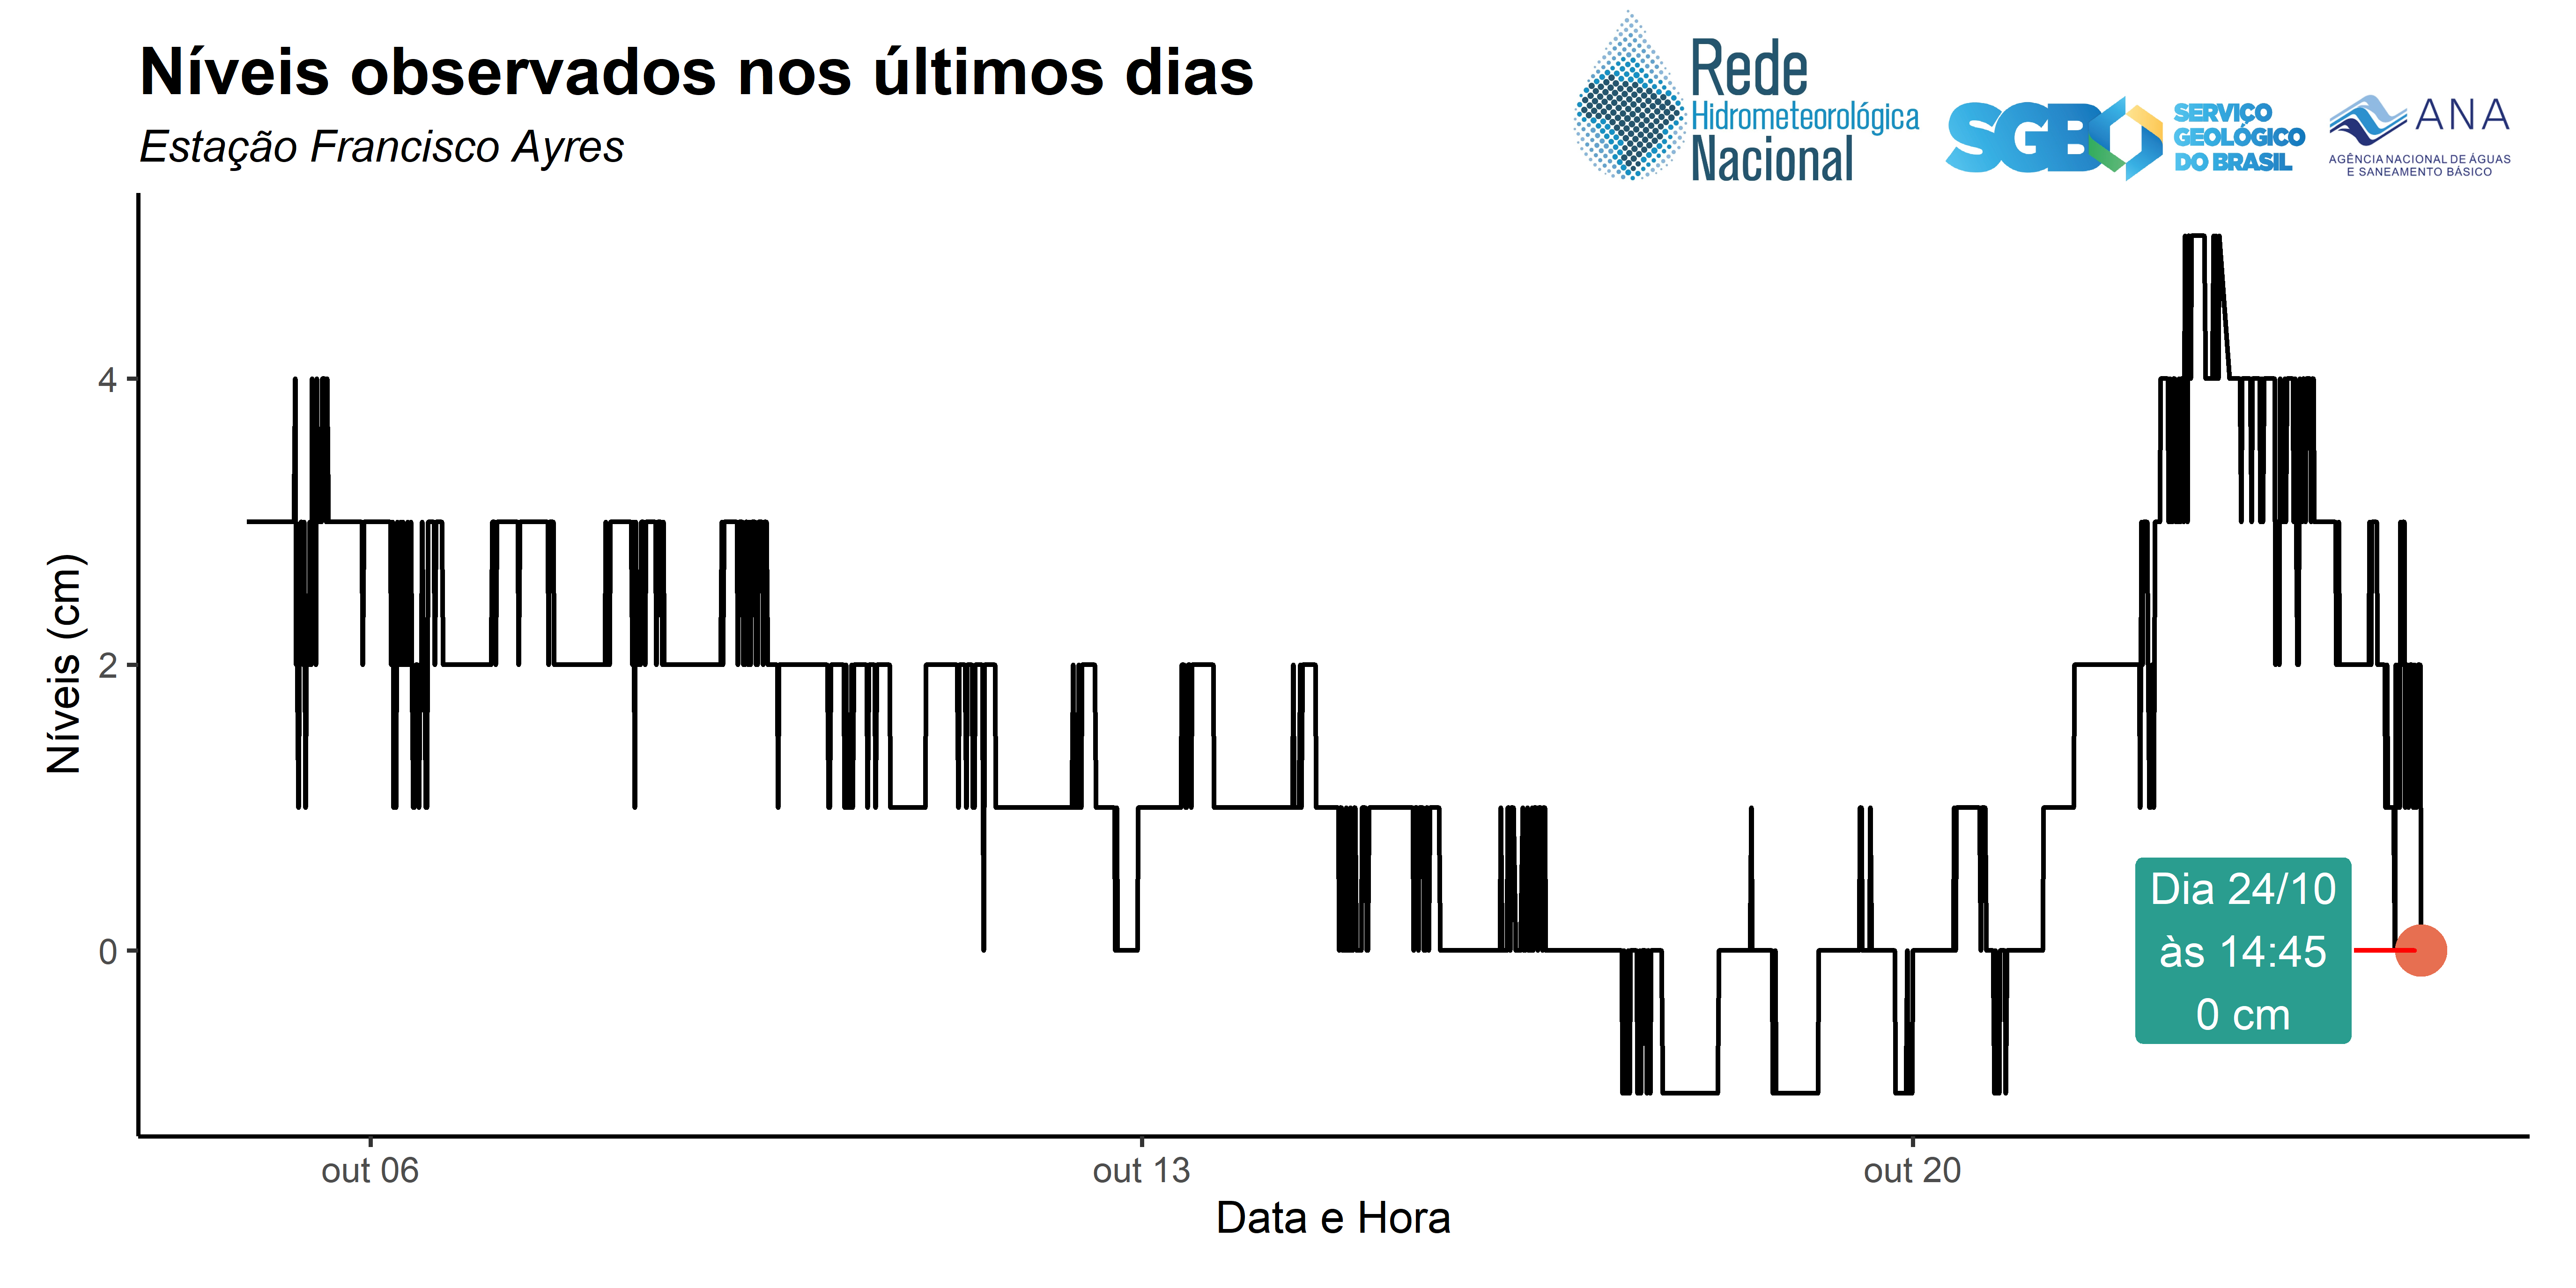 Níveis observados nos últimos dias
Estação Francisco Ayres
Rede
Hidrometeorológica
Nacional
SGB
SERVIÇO
GEOLÓGICO
DO BRASIL
ANA
AGÊNCIA NACIONAL DE ÁGUAS
E SANEAMENTO BÁSICO
Níveis (cm)
4
2
0
Dia 24/10
às 14:45
0 cm
out 06
out 13
out 20
Data e Hora